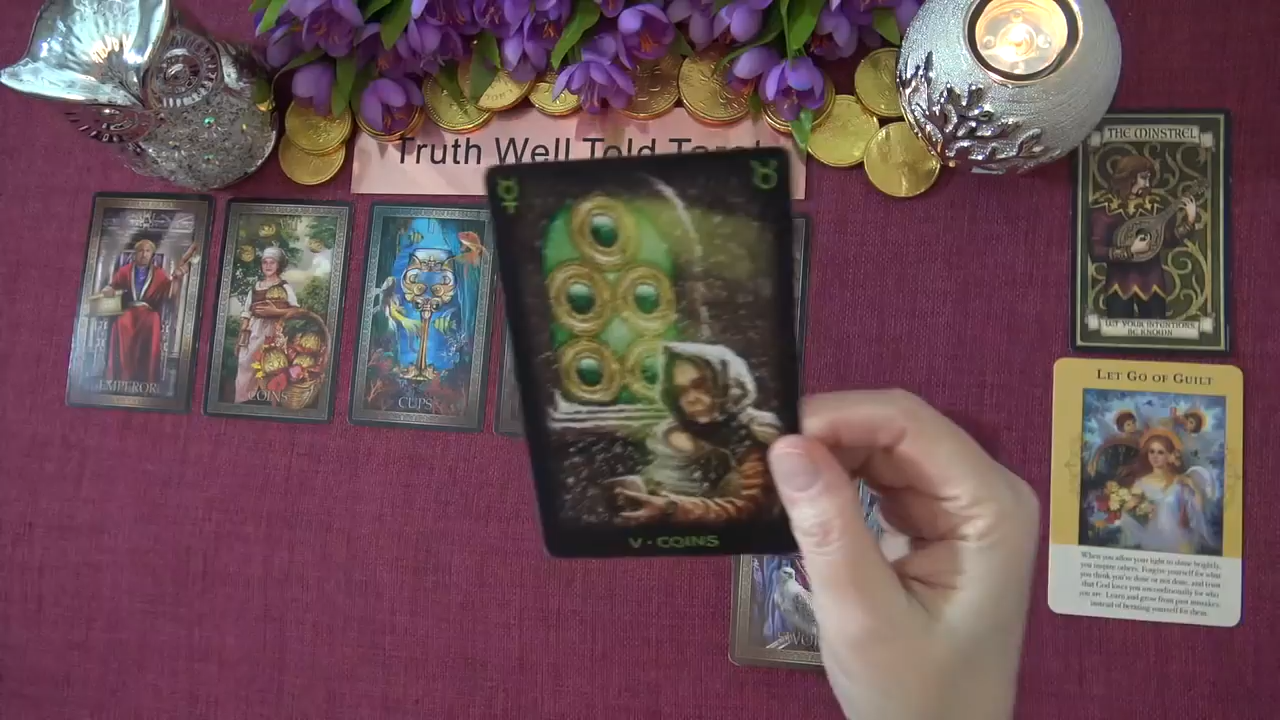 Truth Well Told Tarot
THE MINSTREL
LET YOUR INTENTIONS
BE KNOWN
EMPEROR
COINS
CUPS
V · COINS
LET GO OF GUILT
When you allow your light to shine brightly,
you inspire others. Forgive yourself for what
you think you've done or not done, and trust
that God loves you unconditionally for who
you are. Learn and grow from past mistakes
instead of berating yourself for them.